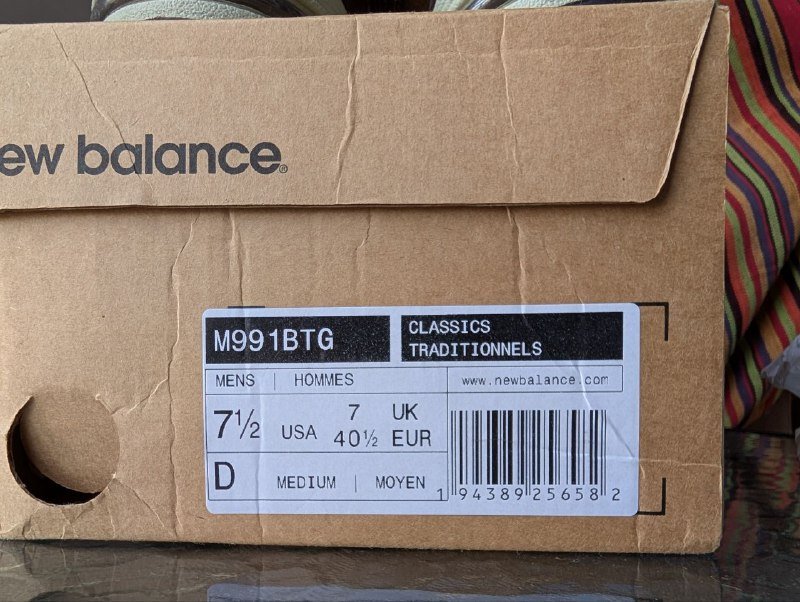 ew balance®
M991BTG
CLASSICS
TRADITIONNELS
MENS | HOMMES
www.newbalance.com
7½ USA 7 UK
40½ EUR
D MEDIUM | MOYEN
1 94389 25658 2